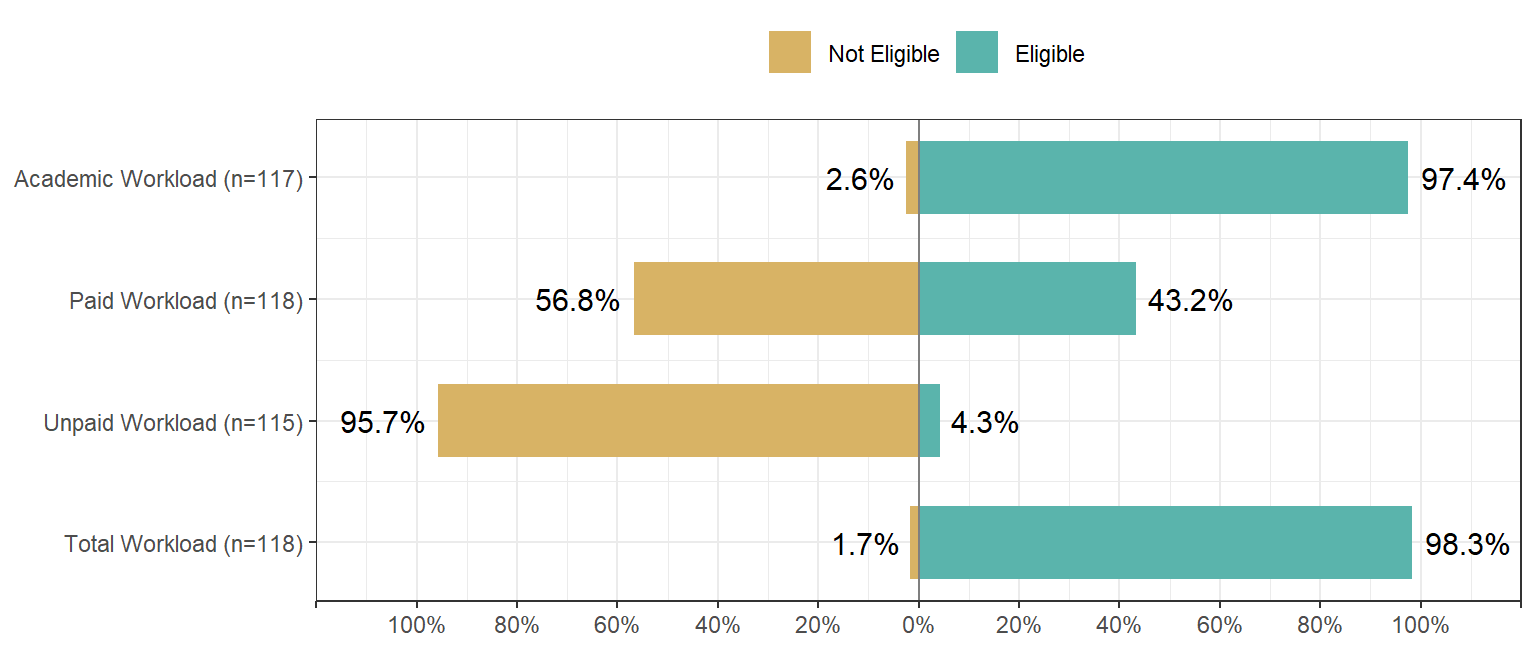 Not Eligible Eligible
Academic Workload (n=117) 2.6% 97.4%
Paid Workload (n=118) 56.8% 43.2%
Unpaid Workload (n=115) 95.7% 4.3%
Total Workload (n=118) 1.7% 98.3%
100% 80% 60% 40% 20% 0% 20% 40% 60% 80% 100%